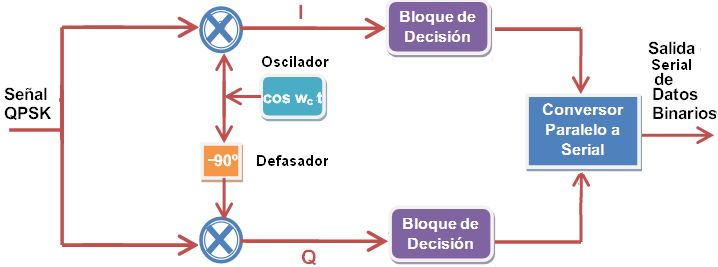 I
Bloque de
Decisión
Señal
QPSK
Oscilador
cos wc t
−90º
Defasador
Conversor
Paralelo a
Serial
Salida
Serial
de
Datos
Binarios
Q
Bloque de
Decisión